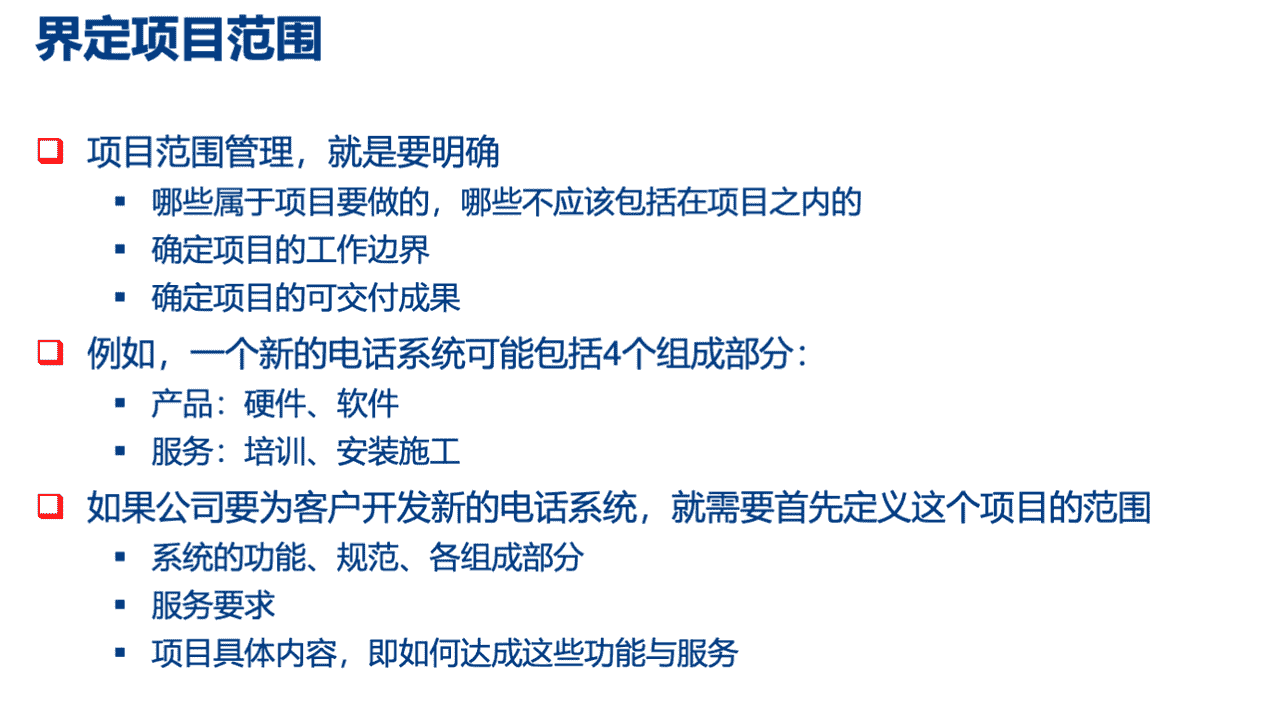 界定项目范围
项目范围管理，就是要明确
哪些属于项目要做的，哪些不应该包括在项目之内的
确定项目的工作边界
确定项目的可交付成果
例如，一个新的电话系统可能包括4个组成部分：
产品：硬件、软件
服务：培训、安装施工
如果公司要为客户开发新的电话系统，就需要首先定义这个项目的范围
系统的功能、规范、各组成部分
服务要求
项目具体内容，即如何达成这些功能与服务